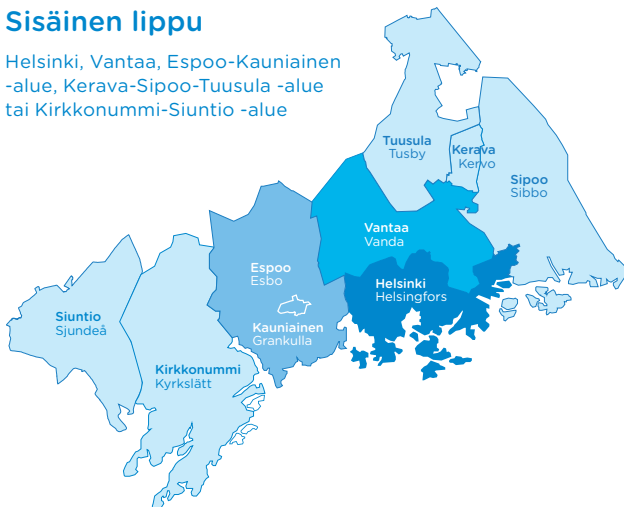 Sisäinen lippu
Helsinki, Vantaa, Espoo-Kauniainen
-alue, Kerava-Sipoo-Tuusula -alue
tai Kirkkonummi-Siuntio -alue
Tuusula
Tusby
Kerava
Kervo
Sipoo
Sibbo
Vantaa
Vanda
Espoo
Esbo
Helsinki
Helsingfors
Kauniainen
Grankulla
Siuntio
Sjundeå
Kirkkonummi
Kyrkslätt